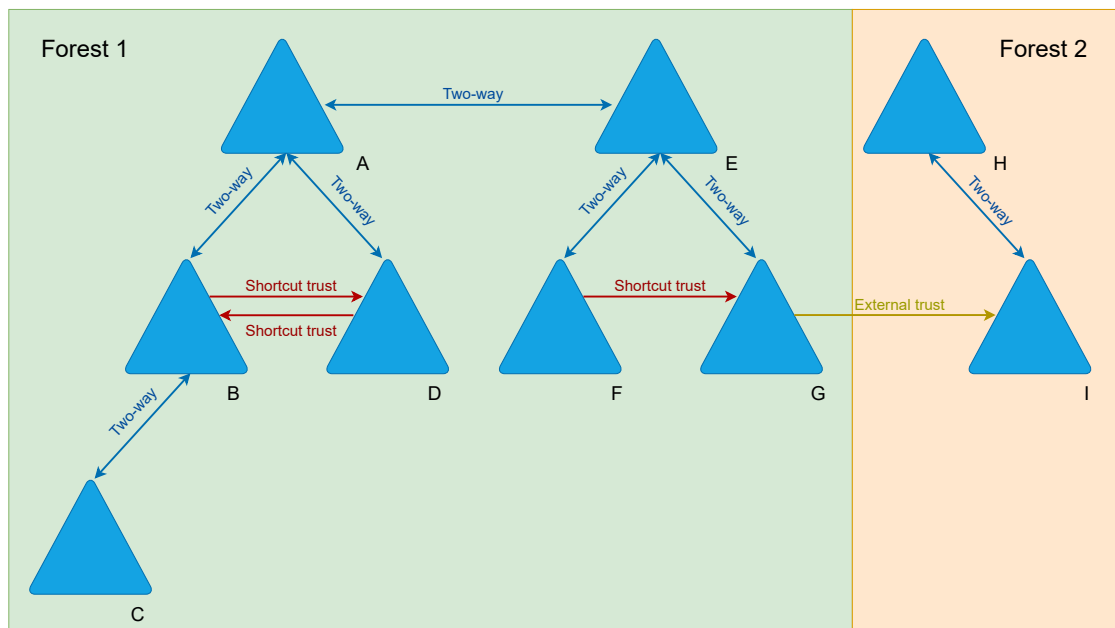 Forest 1
Forest 2
Two-way
A
E
H
Two-way
Two-way
Two-way
Two-way
Two-way
Shortcut trust
Shortcut trust
Shortcut trust
External trust
B
D
F
G
I
Two-way
C